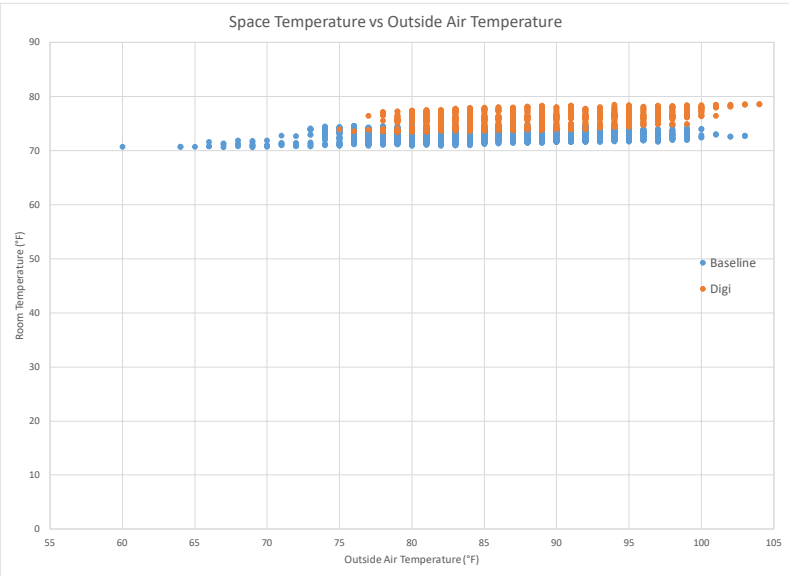 Space Temperature vs Outside Air Temperature
90
80
70
60
50
40
30
20
10
0
Room Temperature (°F)
55 60 65 70 75 80 85 90 95 100 105
Outside Air Temperature (°F)
Baseline
Digi